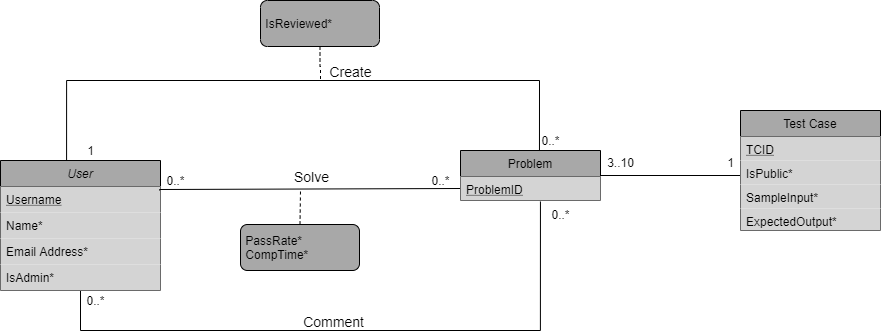 IsReviewed*
Create
1
0..*
User
Username
Name*
Email Address*
IsAdmin*
0..*
Solve
0..*
PassRate*
CompTime*
Problem
ProblemID
3..10
1
Test Case
TCID
IsPublic*
SampleInput*
ExpectedOutput*
0..*
0..*
Comment